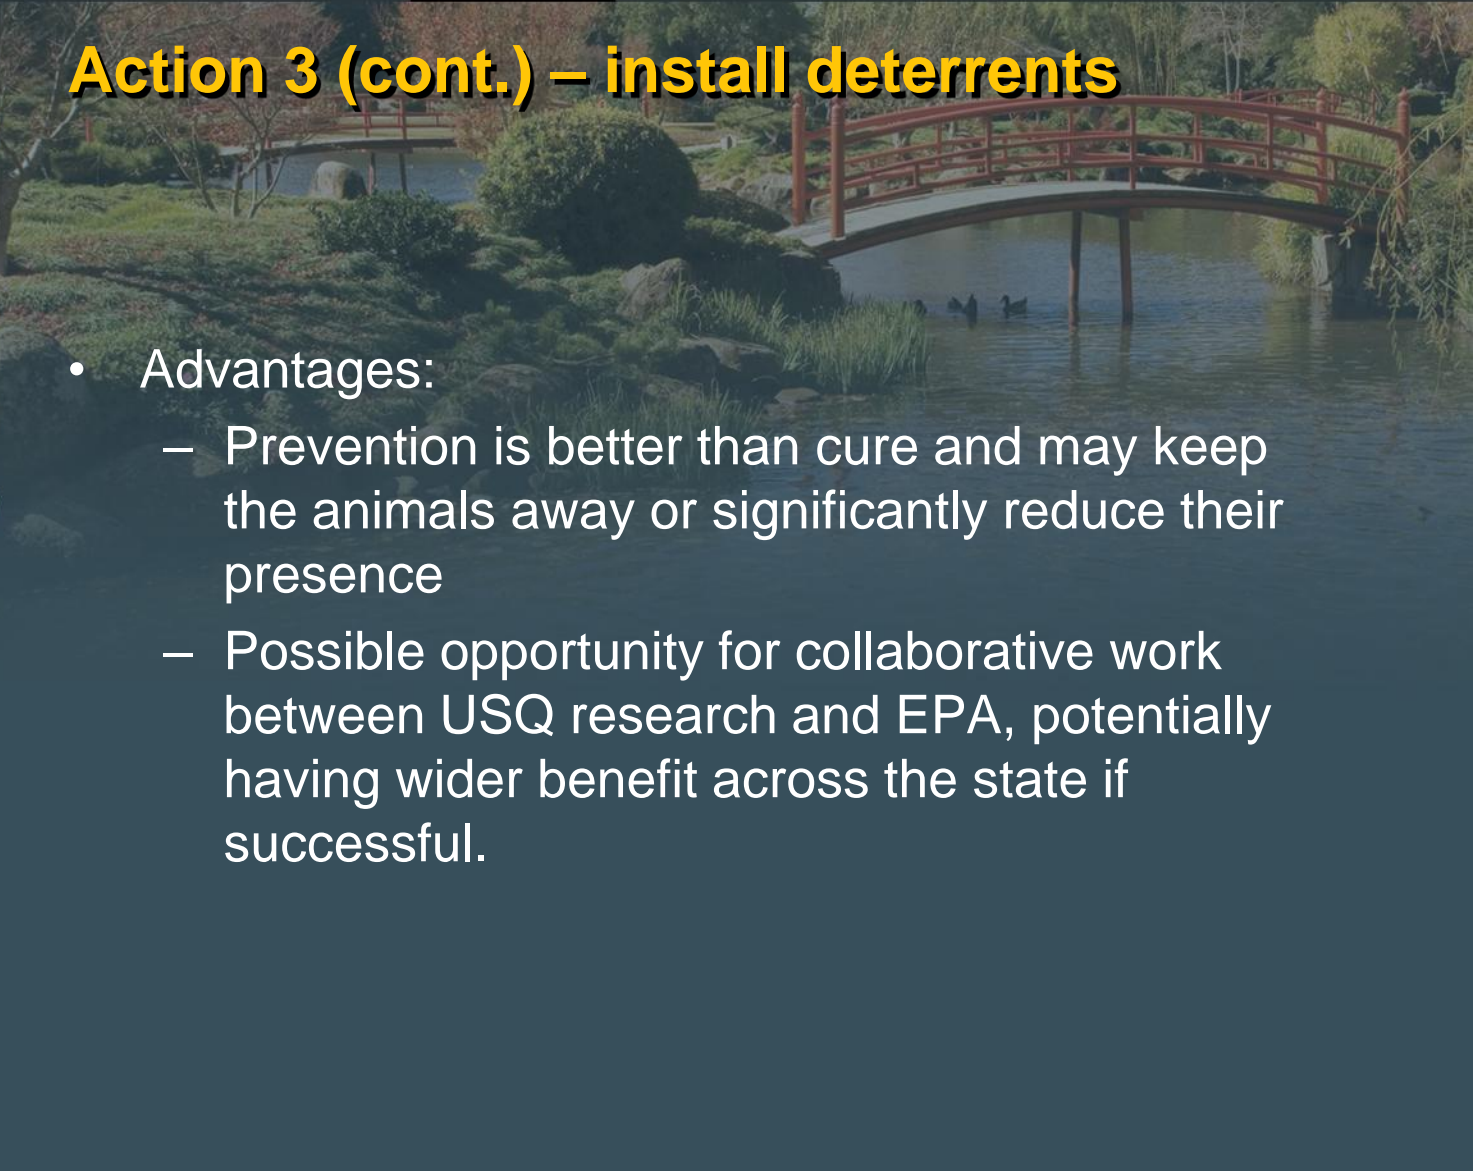 Action 3 (cont.) – install deterrents
• Advantages:
– Prevention is better than cure and may keep
the animals away or significantly reduce their
presence
– Possible opportunity for collaborative work
between USQ research and EPA, potentially
having wider benefit across the state if
successful.